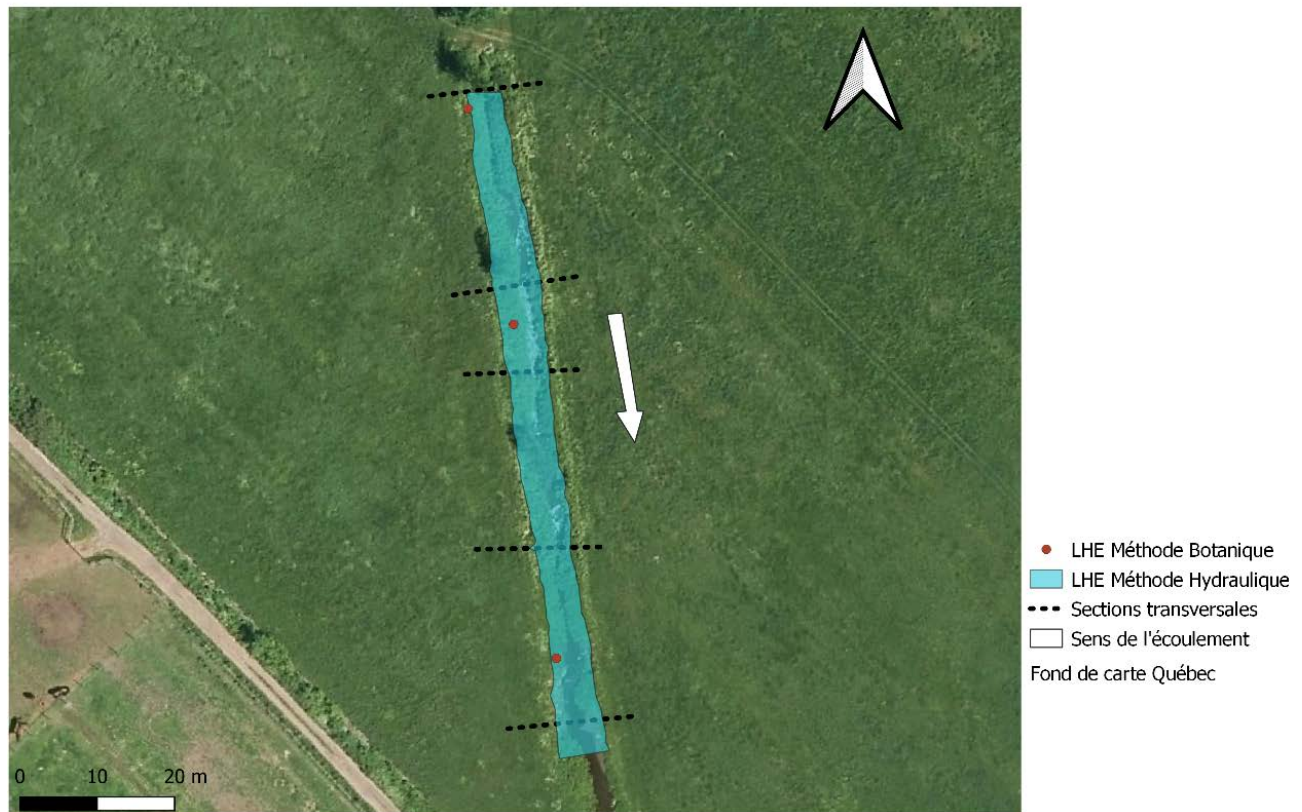 LHE Méthode Botanique
LHE Méthode Hydraulique
Sections transversales
Sens de l'écoulement
Fond de carte Québec
0 10 20 m